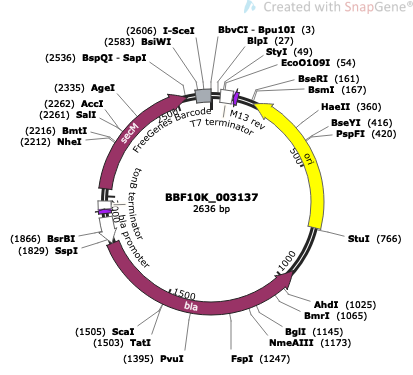 Created with SnapGene®
(2606) I-SceI
(2583) BsiWI
(2536) BspQI - SapI
(2335) AgeI
(2262) AccI
(2261) SalI
(2216) BmtI
(2212) NheI
(1866) BsrBI
(1829) SspI
(1505) ScaI
(1503) TatI
(1395) PvuI
BbvCI - Bpu10I (3)
BlpI (27)
StyI (49)
EcoO109I (54)
BseRI (161)
BsmI (167)
HaeII (360)
BseYI (416)
PspFI (420)
StuI (766)
AhdI (1025)
BmrI (1065)
BglI (1145)
NmeAIII (1173)
FspI (1247)
secM
FreeGenes Barcode
T7 terminator
M13 rev
ori
tonB terminator
bla promoter
bla
500
1000
1500
2500
BBF10K_003137
2636 bp